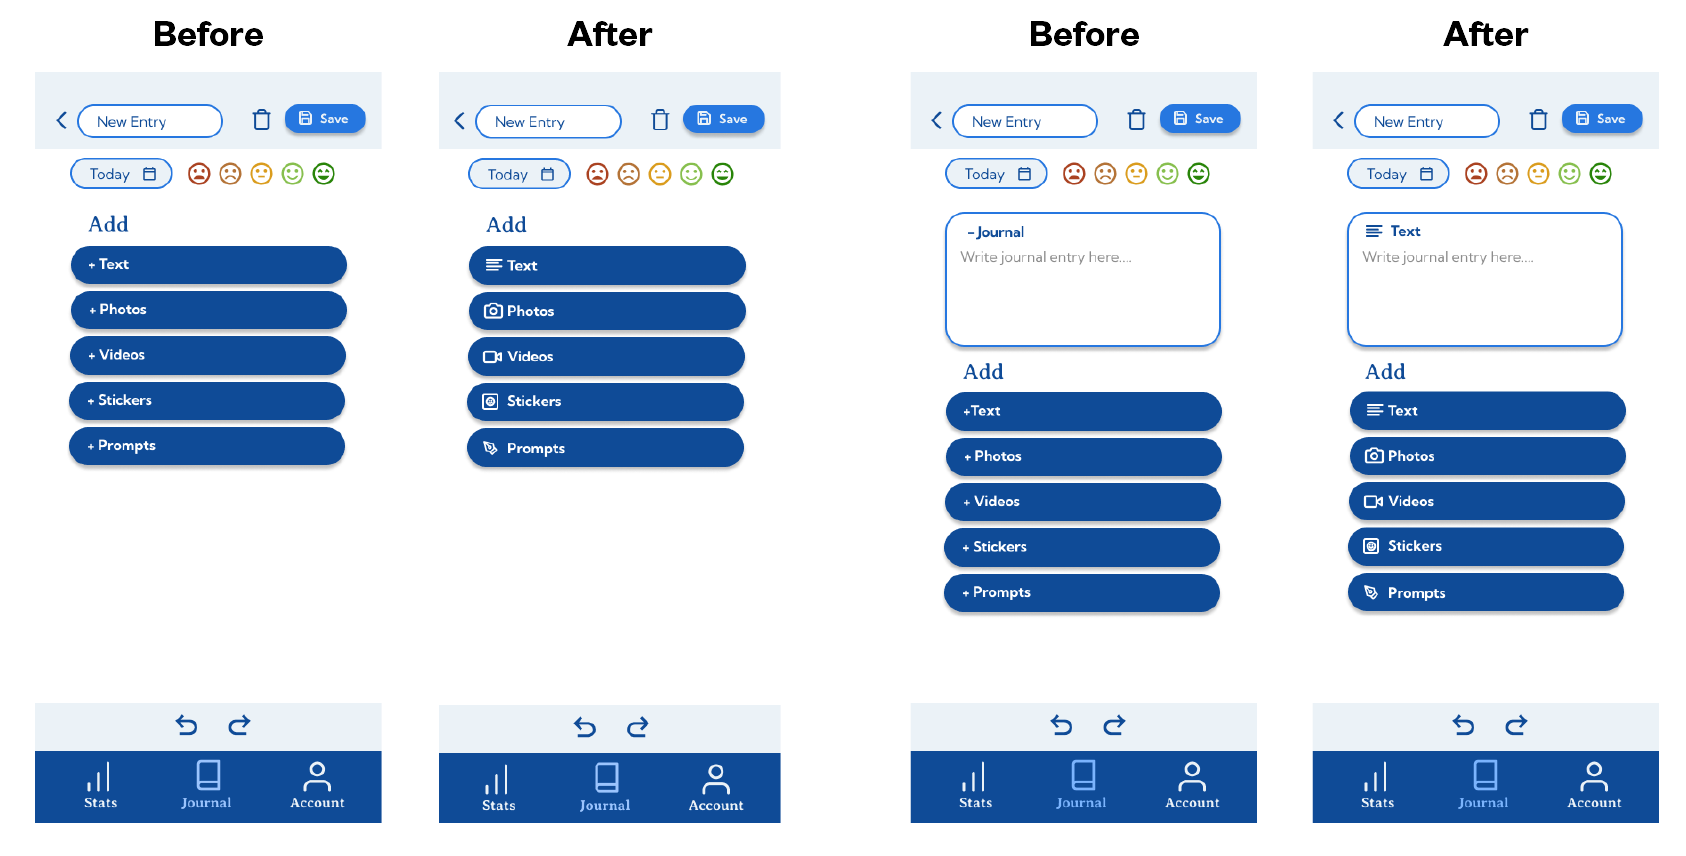 Before
New Entry
Save
Today
Add
+ Text
+ Photos
+ Videos
+ Stickers
+ Prompts
Stats
Journal
Account
After
New Entry
Save
Today
Add
Text
Photos
Videos
Stickers
Prompts
Stats
Journal
Account
Before
New Entry
Save
Today
- Journal
Write journal entry here....
Add
+Text
+ Photos
+ Videos
+ Stickers
+ Prompts
Stats
Journal
Account
After
New Entry
Save
Today
Text
Write journal entry here....
Add
Text
Photos
Videos
Stickers
Prompts
Stats
Journal
Account